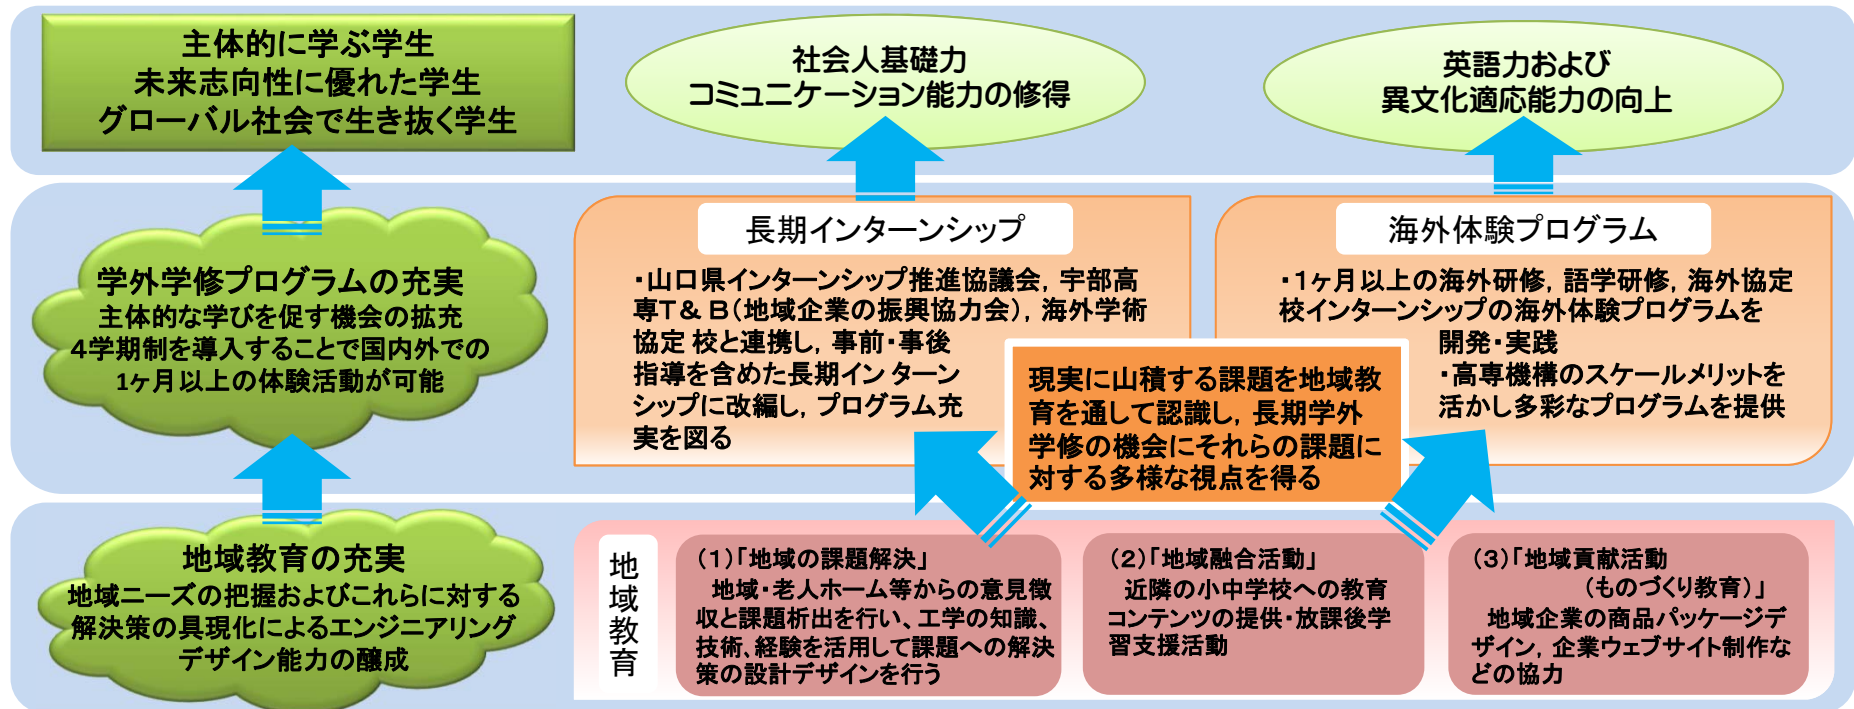 主体的に学ぶ学生
未来志向性に優れた学生
グローバル社会で生き抜く学生
社会人基礎力
コミュニケーション能力の修得
英語力および
異文化適応能力の向上
学外学修プログラムの充実
主体的な学びを促す機会の拡充
4学期制を導入することで国内外での
1ヶ月以上の体験活動が可能
長期インターンシップ
・山口県インターンシップ推進協議会，宇部高
専T＆B（地域企業の振興協力会），海外学術
協定 校と連携し，事前・事後
指導を含めた長期イン ターン
シップに改編し，プログラム充
実を図る
海外体験プログラム
・1ヶ月以上の海外研修，語学研修，海外協定
校インターンシップの海外体験プログラムを
開発・実践
・高専機構のスケールメリットを
活かし多彩なプログラムを提供
現実に山積する課題を地域教
育を通して認識し，長期学外
学修の機会にそれらの課題に
対する多様な視点を得る
地域教育の充実
地域ニーズの把握およびこれらに対する
解決策の具現化によるエンジニアリング
デザイン能力の醸成
地域教育
（1）「地域の課題解決」
地域・老人ホーム等からの意見徴
収と課題析出を行い、工学の知識、
技術、経験を活用して課題への解決
策の設計デザインを行う
（2）「地域融合活動」
近隣の小中学校への教育
コンテンツの提供・放課後学
習支援活動
（3）「地域貢献活動
（ものづくり教育）」
地域企業の商品パッケージデ
ザイン，企業ウェブサイト制作な
どの協力